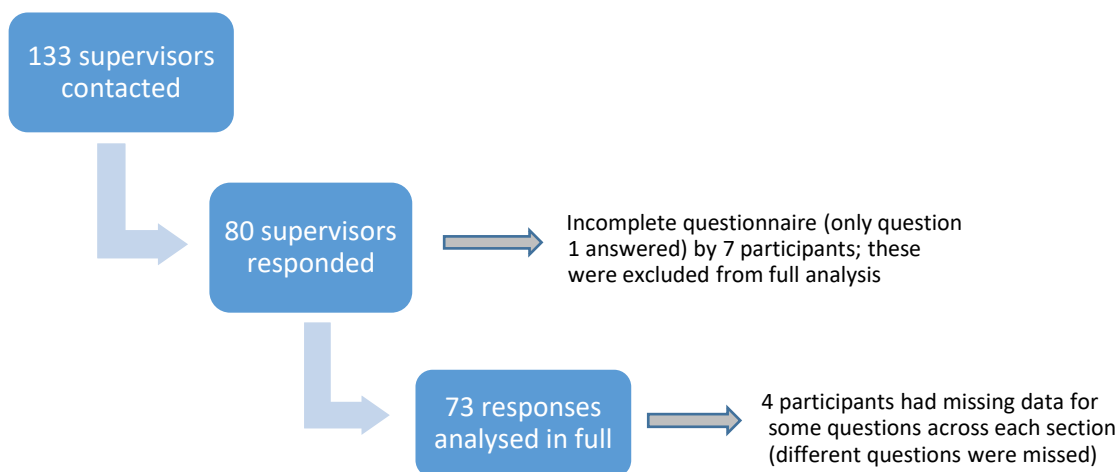 133 supervisors
contacted
80 supervisors
responded
Incomplete questionnaire (only question
1 answered) by 7 participants; these
were excluded from full analysis
73 responses
analysed in full
4 participants had missing data for
some questions across each section
(different questions were missed)